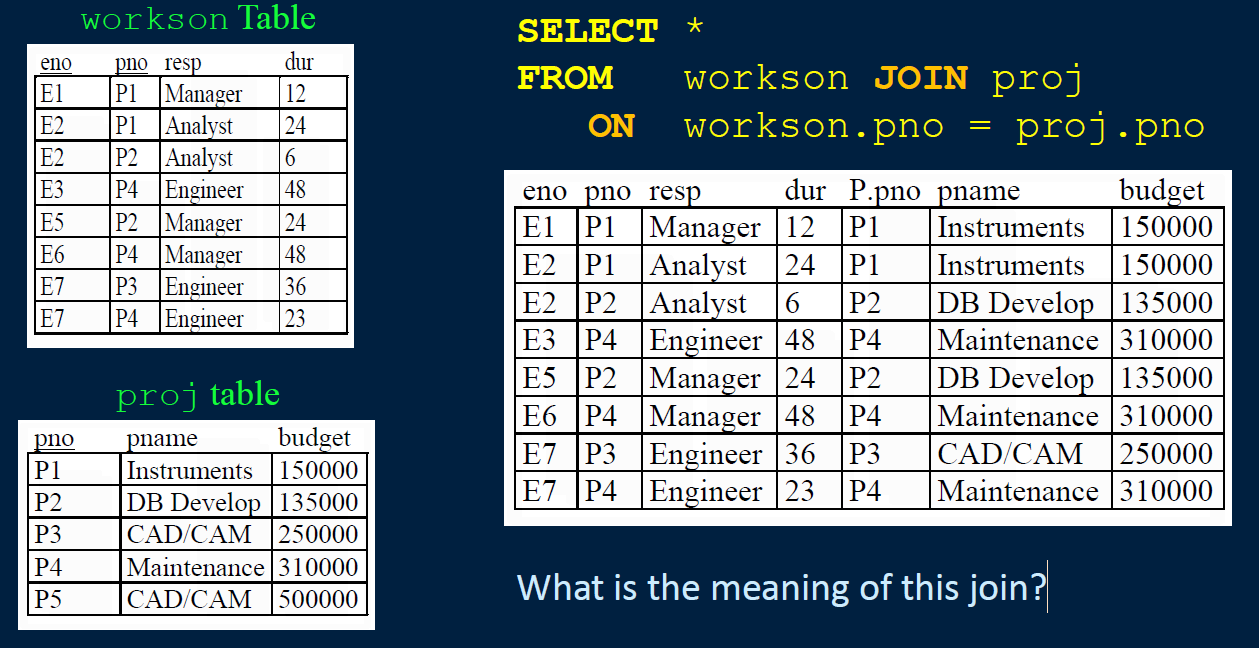 workson Table
eno pno resp dur
E1 P1 Manager 12
E2 P1 Analyst 24
E2 P2 Analyst 6
E3 P4 Engineer 48
E5 P2 Manager 24
E6 P4 Manager 48
E7 P3 Engineer 36
E7 P4 Engineer 23
proj table
pno pname budget
P1 Instruments 150000
P2 DB Develop 135000
P3 CAD/CAM 250000
P4 Maintenance 310000
P5 CAD/CAM 500000
SELECT *
FROM workson JOIN proj
ON workson.pno = proj.pno
eno pno resp dur P.pno pname budget
E1 P1 Manager 12 P1 Instruments 150000
E2 P1 Analyst 24 P1 Instruments 150000
E2 P2 Analyst 6 P2 DB Develop 135000
E3 P4 Engineer 48 P4 Maintenance 310000
E5 P2 Manager 24 P2 DB Develop 135000
E6 P4 Manager 48 P4 Maintenance 310000
E7 P3 Engineer 36 P3 CAD/CAM 250000
E7 P4 Engineer 23 P4 Maintenance 310000
What is the meaning of this join?